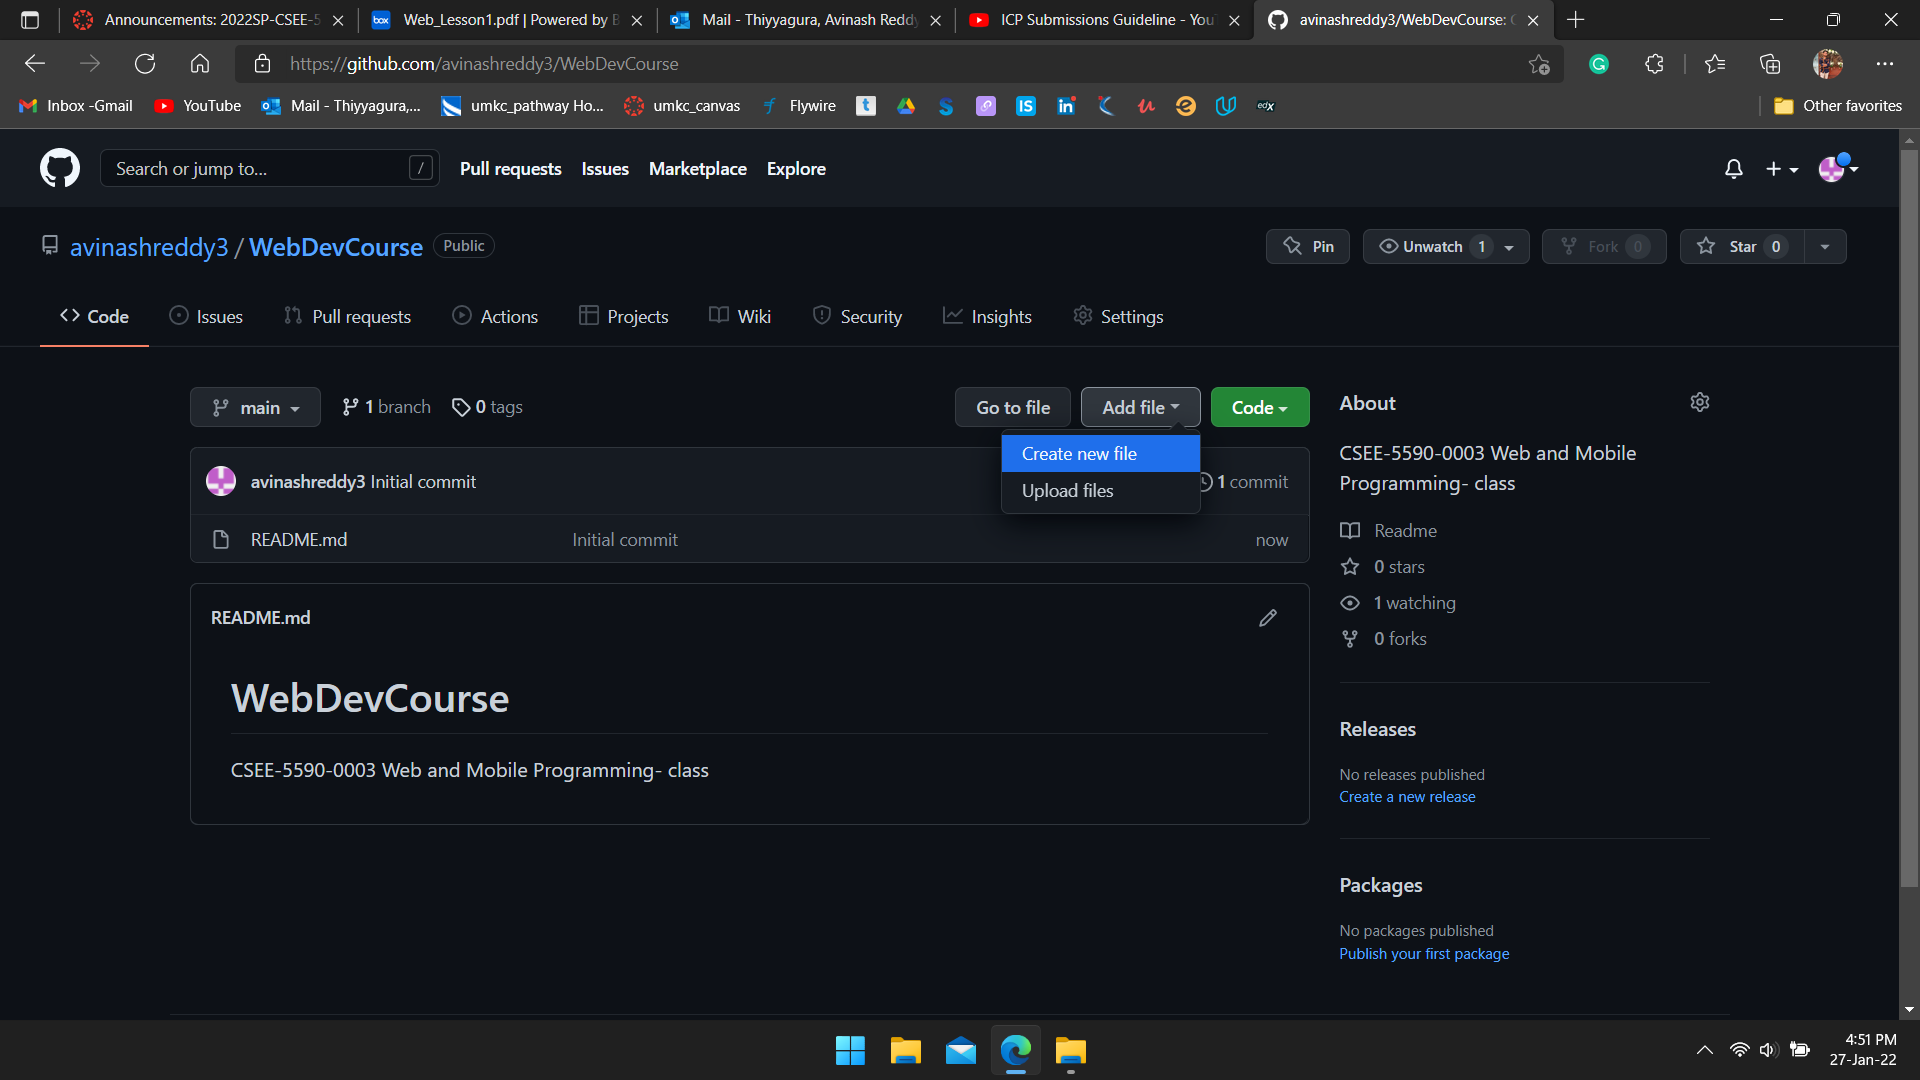 Announcements: 2022SP-CSEE-5
Web_Lesson1.pdf | Powered by B
Mail - Thiyyagura, Avinash Reddy
ICP Submissions Guideline - You
avinashreddy3/WebDevCourse: C
https://github.com/avinashreddy3/WebDevCourse
Inbox -Gmail
YouTube
Mail - Thiyyagura,...
umkc_pathway Ho...
umkc_canvas
Flywire
t
S
IS
in
edX
Other favorites
Search or jump to...
/
Pull requests
Issues
Marketplace
Explore
avinashreddy3 / WebDevCourse
Public
Pin
Unwatch 1
Fork 0
Star 0
Code
Issues
Pull requests
Actions
Projects
Wiki
Security
Insights
Settings
main
1 branch
0 tags
Go to file
Add file
Code
Create new file
Upload files
avinashreddy3 Initial commit
1 commit
README.md
Initial commit
now
README.md
WebDevCourse
CSEE-5590-0003 Web and Mobile Programming- class
About
CSEE-5590-0003 Web and Mobile
Programming- class
Readme
0 stars
1 watching
0 forks
Releases
No releases published
Create a new release
Packages
No packages published
Publish your first package
4:51 PM
27-Jan-22